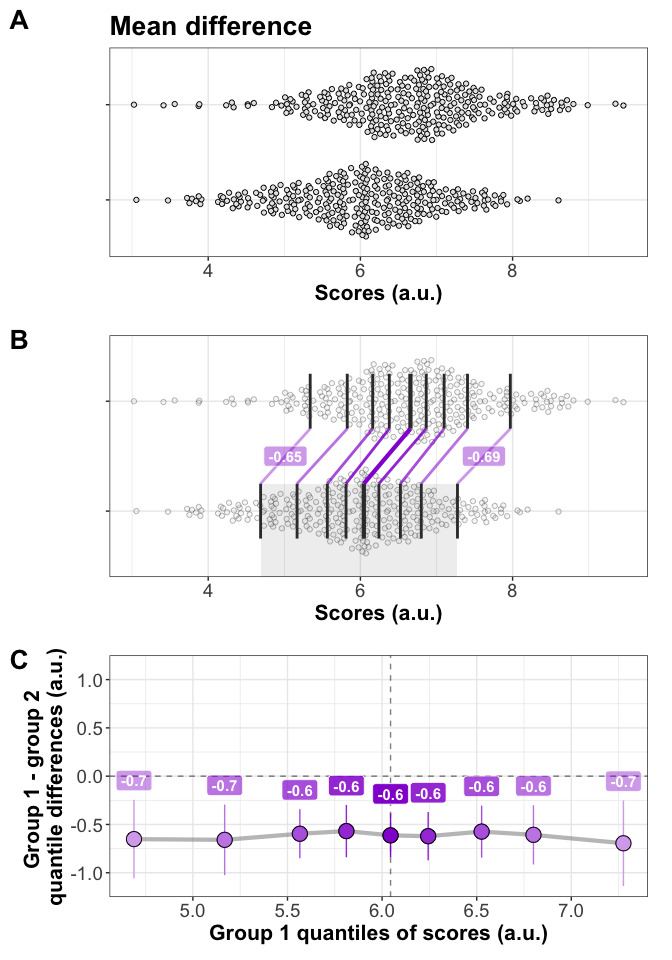 A
Mean difference
4 6 8
Scores (a.u.)
B
-0.65 -0.69
4 6 8
Scores (a.u.)
C
Group 1 - group 2
quantile differences (a.u.)
1.0
0.5
0.0
-0.5
-1.0
-0.7 -0.7 -0.6 -0.6 -0.6 -0.6 -0.6 -0.6 -0.7
5.0 5.5 6.0 6.5 7.0
Group 1 quantiles of scores (a.u.)